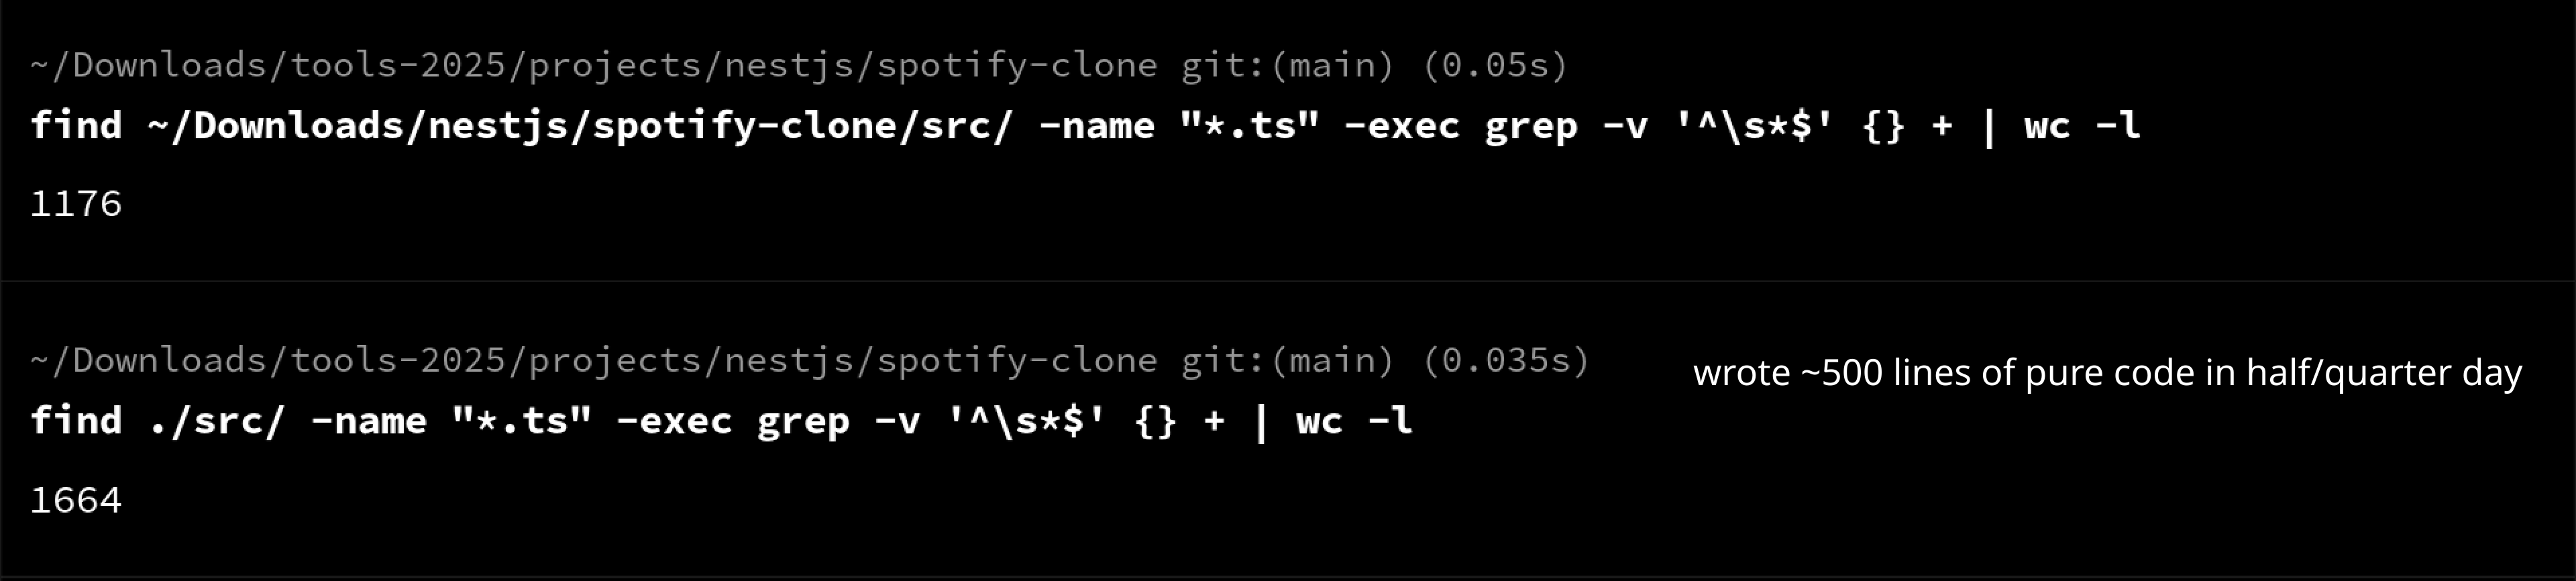 ~/Downloads/tools-2025/projects/nestjs/spotify-clone git:(main) (0.05s)
find ~/Downloads/nestjs/spotify-clone/src/ -name "*.ts" -exec grep -v '^\s*$' {} + | wc -l
1176
~/Downloads/tools-2025/projects/nestjs/spotify-clone git:(main) (0.035s)
wrote ~500 lines of pure code in half/quarter day
find ./src/ -name "*.ts" -exec grep -v '^\s*$' {} + | wc -l
1664